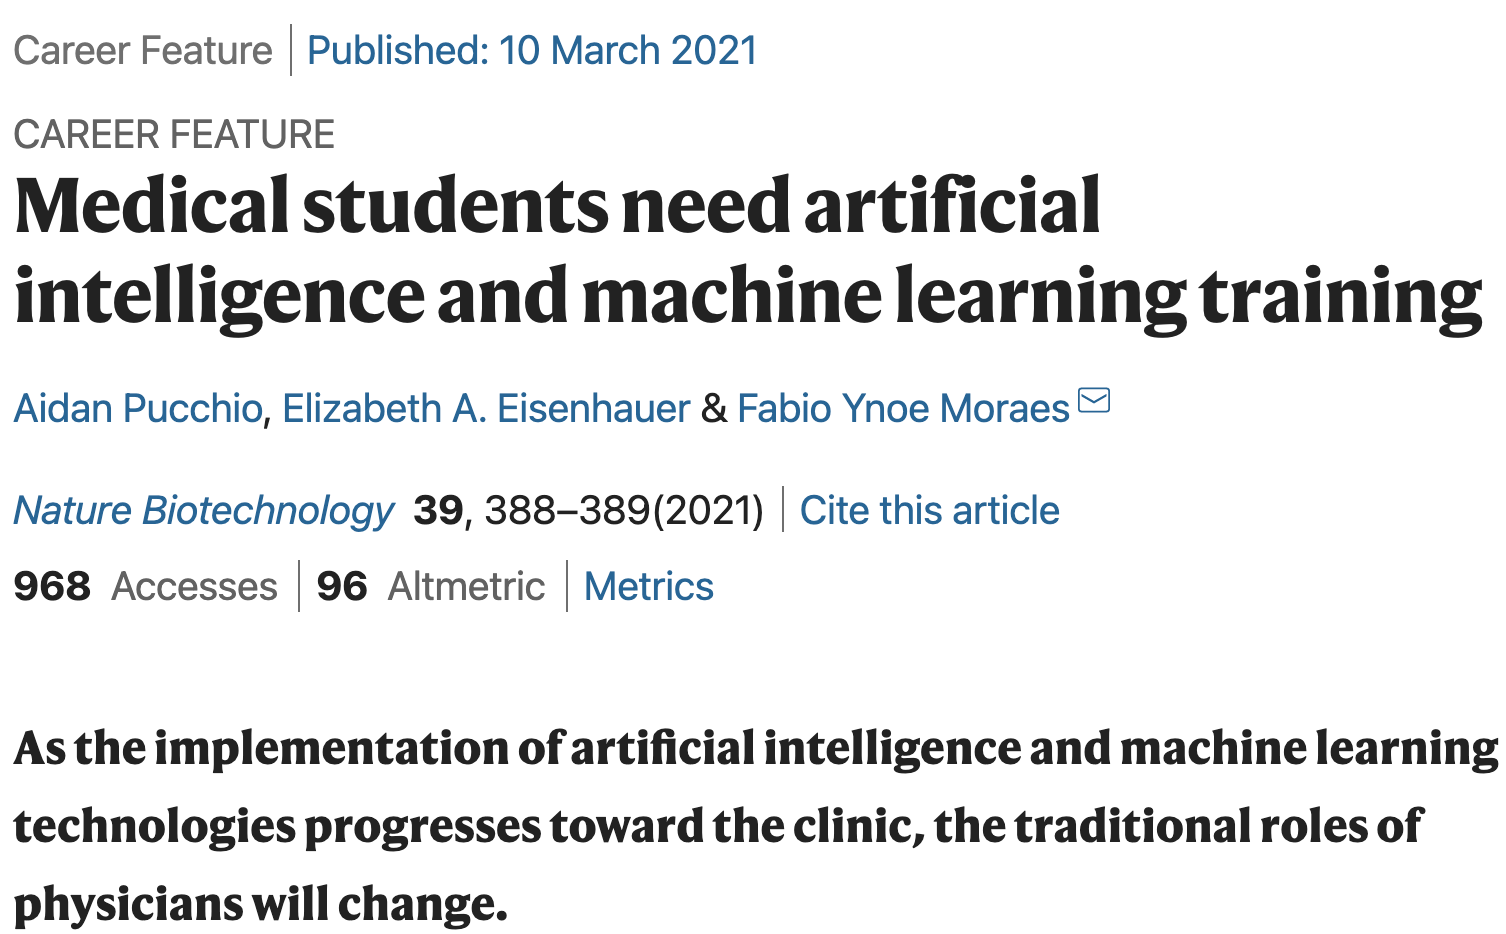 Career Feature | Published: 10 March 2021
CAREER FEATURE
Medical students need artificial
intelligence and machine learning training
Aidan Pucchio, Elizabeth A. Eisenhauer & Fabio Ynoe Moraes
Nature Biotechnology 39, 388–389(2021) | Cite this article
968 Accesses | 96 Altmetric | Metrics
As the implementation of artificial intelligence and machine learning
technologies progresses toward the clinic, the traditional roles of
physicians will change.